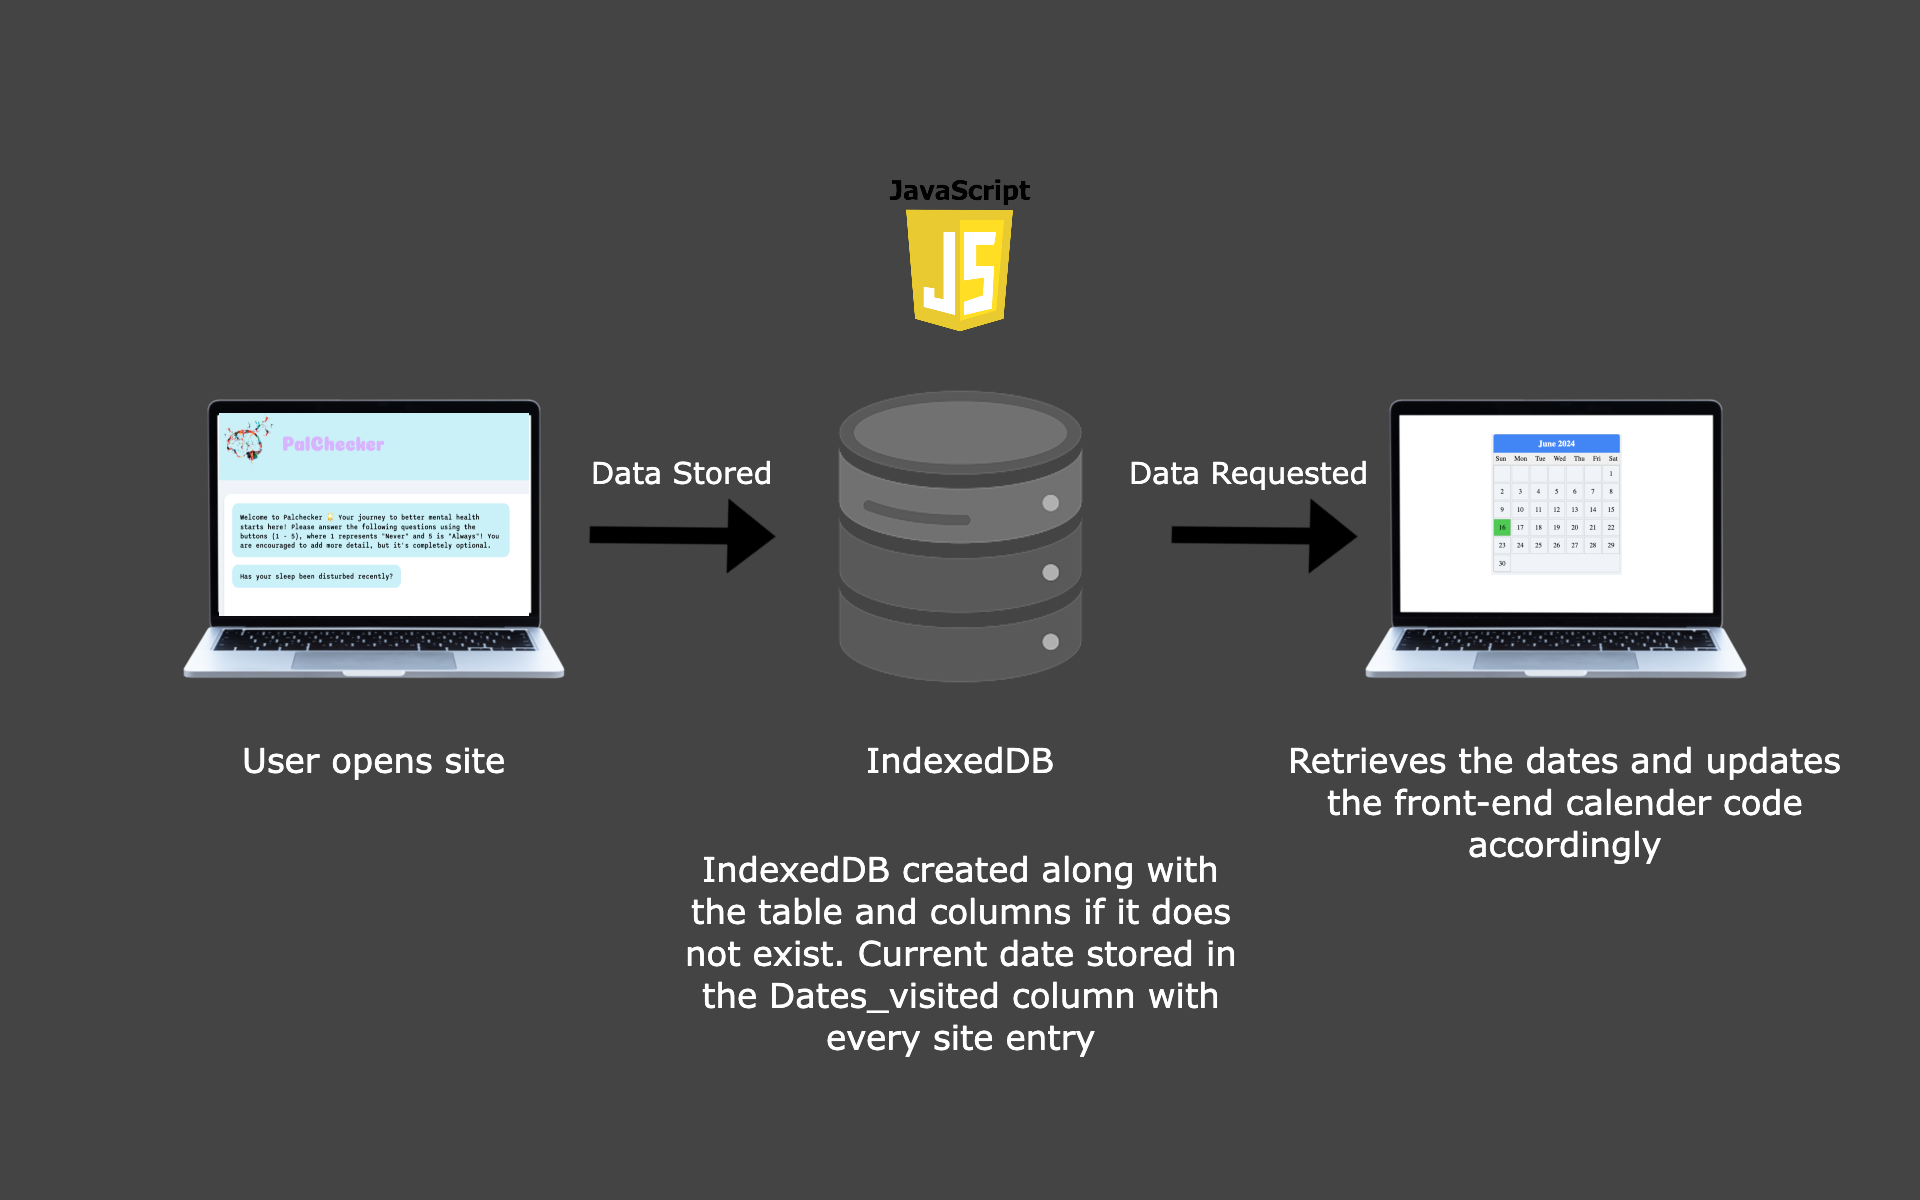 JavaScript
JS
PalChecker
Welcome to Palchecker 🌟 Your journey to better mental health
starts here! Please answer the following questions using the
buttons (1 - 5), where 1 represents "Never" and 5 is "Always"! You
are encouraged to add more detail, but it's completely optional.
Has your sleep been disturbed recently?
Data Stored
Data Requested
June 2024
Sun Mon Tue Wed Thu Fri Sat
1
2 3 4 5 6 7 8
9 10 11 12 13 14 15
16 17 18 19 20 21 22
23 24 25 26 27 28 29
30
User opens site
IndexedDB
IndexedDB created along with
the table and columns if it does
not exist. Current date stored in
the Dates_visited column with
every site entry
Retrieves the dates and updates
the front-end calender code
accordingly